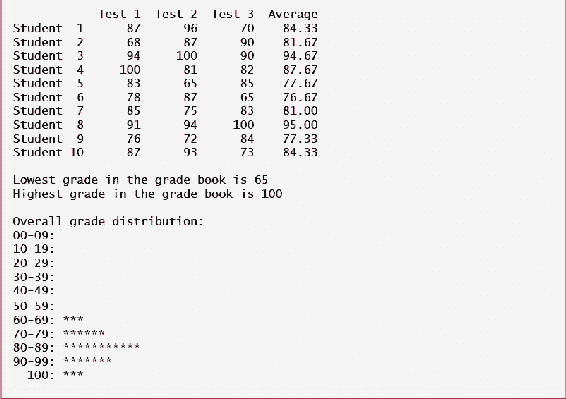 Test 1 Test 2 Test 3 Average
Student 1 87 96 70 84.33
Student 2 68 87 90 81.67
Student 3 94 100 90 94.67
Student 4 100 81 82 87.67
Student 5 83 65 85 77.67
Student 6 78 87 65 76.67
Student 7 85 75 83 81.00
Student 8 91 94 100 95.00
Student 9 76 72 84 77.33
Student 10 87 93 73 84.33
Lowest grade in the grade book is 65
Highest grade in the grade book is 100
Overall grade distribution:
00-09:
10-19:
20-29:
30-39:
40-49:
50-59:
60-69: ***
70-79: ******
80-89: ***********
90-99: *******
100: ***